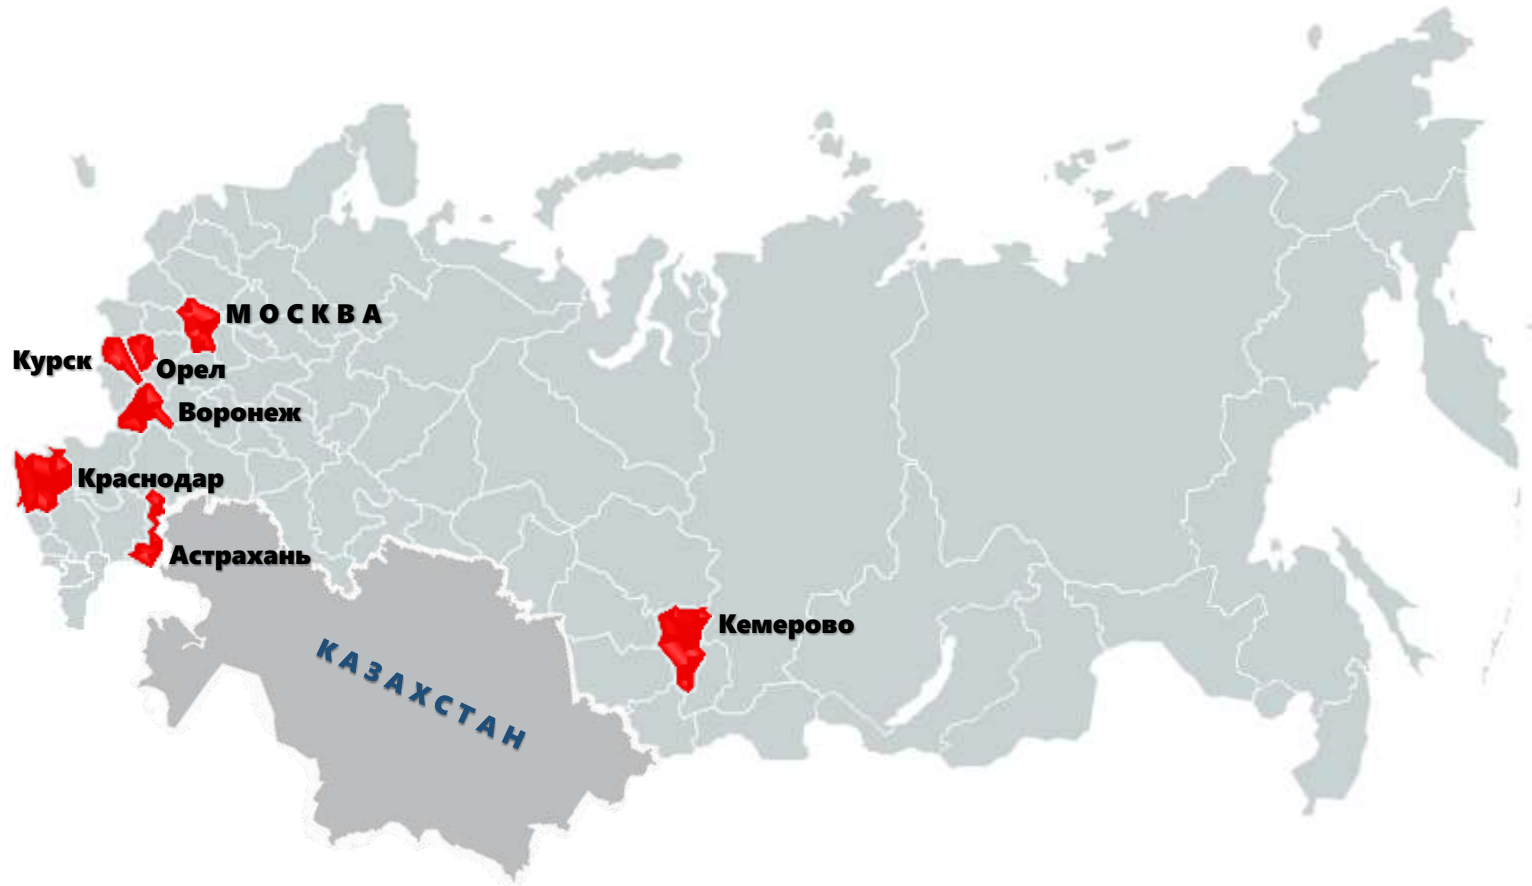 МОСКВА
Курск
Орел
Воронеж
Краснодар
Астрахань
Кемерово
КАЗАХСТАН